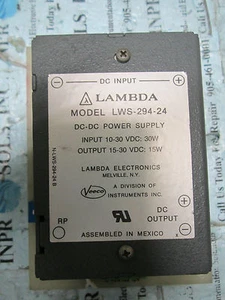 DC INPUT
LAMBDA
MODEL LWS-294-24
DC-DC POWER SUPPLY
INPUT 10-30 VDC: 30W
OUTPUT 15-30 VDC: 15W
LAMBDA ELECTRONICS
MELVILLE, N.Y.
Veeco
A DIVISION OF
INSTRUMENTS INC.
RP
DC
OUTPUT
ASSEMBLED IN MEXICO